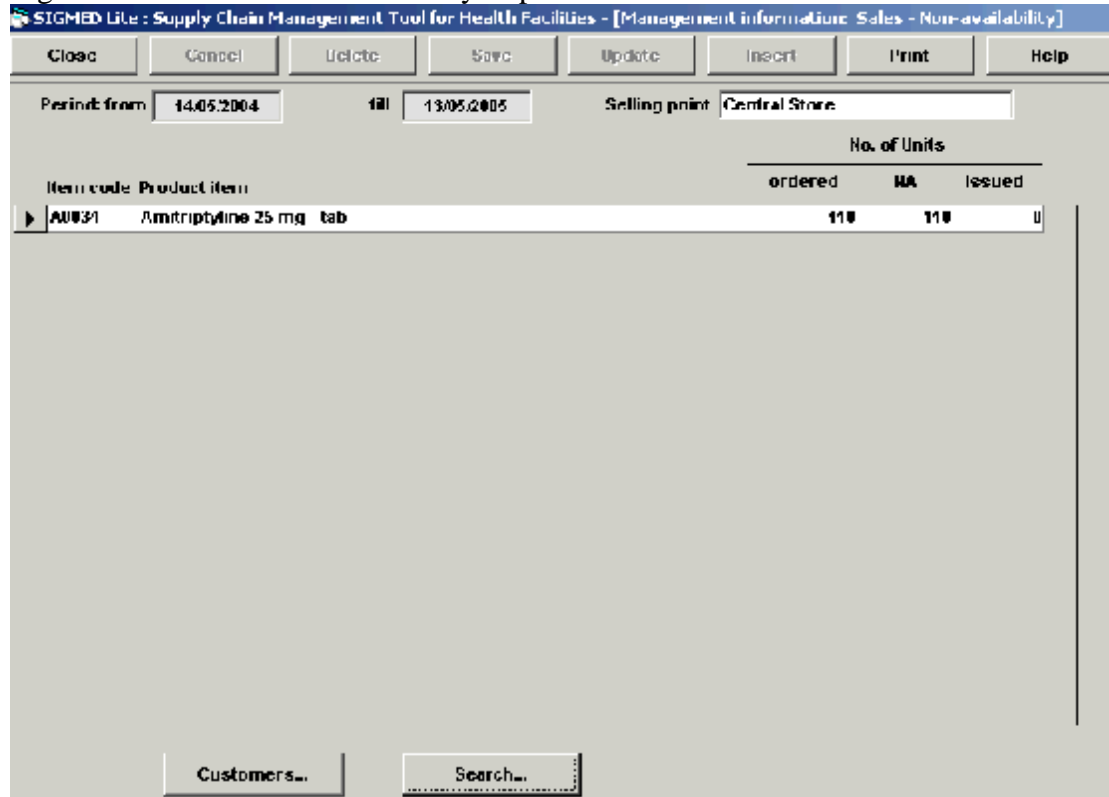 SIGMED Lite : Supply Chain Management Tool for Health Facilities - [Management information: Sales - Non-availability]
Close Cancel Delete Save Update Insert Print Help
Period: from 14/05/2004 till 13/05/2005 Selling point Central Store
No. of Units
Item code Product item ordered NA issued
Amitriptyline 25 mg tab 110 110 0
Customers... Search...